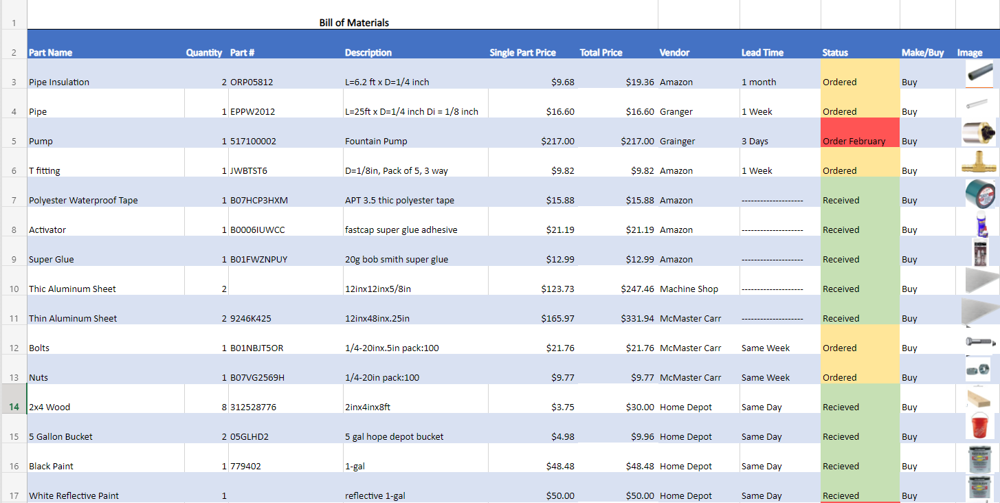 1 Bill of Materials
2 Part Name Quantity Part # Description Single Part Price Total Price Vendor Lead Time Status Make/Buy Image
3 Pipe Insulation 2 ORP05812 L=6.2 ft x D=1/4 inch $9.68 $19.36 Amazon 1 month Ordered Buy
4 Pipe 1 EPPW2012 L=25ft x D=1/4 inch Di = 1/8 inch $16.60 $16.60 Granger 1 Week Ordered Buy
5 Pump 1 517100002 Fountain Pump $217.00 $217.00 Grainger 3 Days Order February Buy
6 T fitting 1 JWBTST6 D=1/8in, Pack of 5, 3 way $9.82 $9.82 Amazon 1 Week Ordered Buy
7 Polyester Waterproof Tape 1 B07HCP3HXM APT 3.5 thic polyester tape $15.88 $15.88 Amazon -------------------- Received Buy
8 Activator 1 B0006IUWCC fastcap super glue adhesive $21.19 $21.19 Amazon -------------------- Received Buy
9 Super Glue 1 B01FWZNPUY 20g bob smith super glue $12.99 $12.99 Amazon -------------------- Received Buy
10 Thic Aluminum Sheet 2 12inx12inx5/8in $123.73 $247.46 Machine Shop -------------------- Received Buy
11 Thin Aluminum Sheet 2 9246K425 12inx48inx.25in $165.97 $331.94 McMaster Carr -------------------- Received Buy
12 Bolts 1 B01NBJT5OR 1/4-20inx.5in pack:100 $21.76 $21.76 McMaster Carr Same Week Ordered Buy
13 Nuts 1 B07VG2569H 1/4-20in pack:100 $9.77 $9.77 McMaster Carr Same Week Ordered Buy
14 2x4 Wood 8 312528776 2inx4inx8ft $3.75 $30.00 Home Depot Same Day Recieved Buy
15 5 Gallon Bucket 2 05GLHD2 5 gal hope depot bucket $4.98 $9.96 Home Depot Same Day Recieved Buy
16 Black Paint 1 779402 1-gal $48.48 $48.48 Home Depot Same Day Recieved Buy
17 White Reflective Paint 1 reflective 1-gal $50.00 $50.00 Home Depot Same Day Recieved Buy